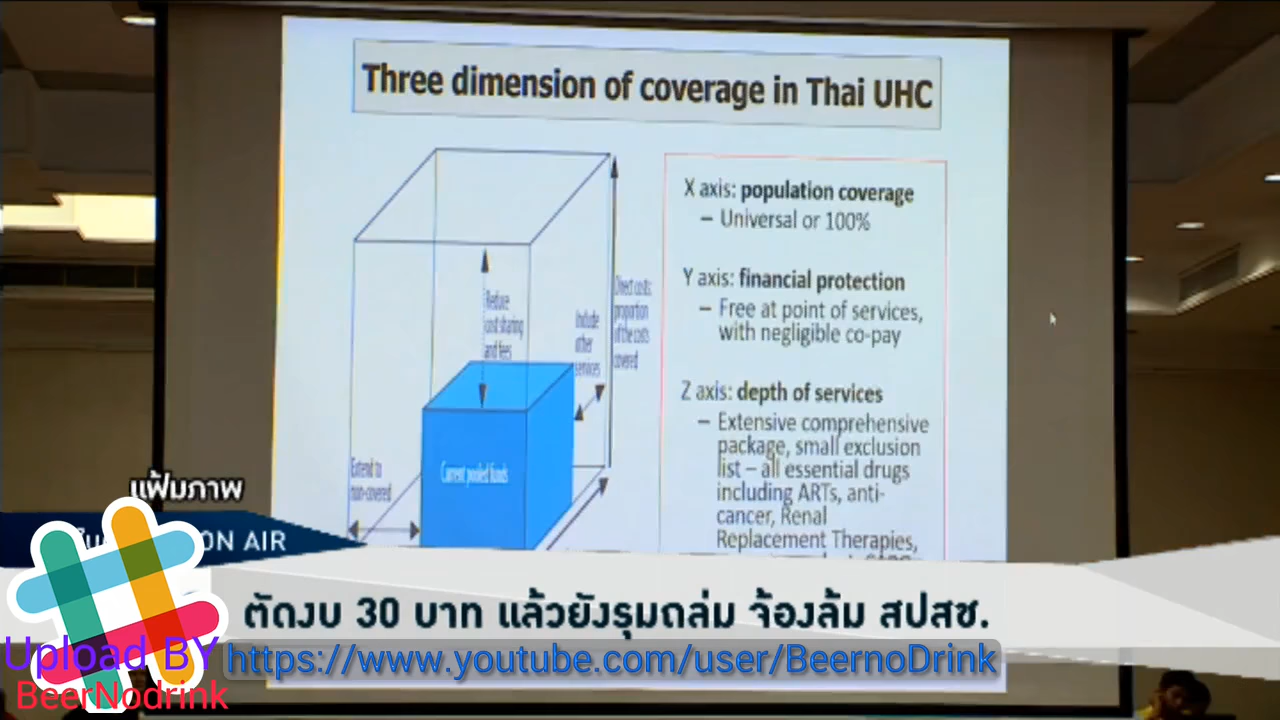 Three dimension of coverage in Thai UHC
X axis: population coverage
– Universal or 100%
Y axis: financial protection
– Free at point of services,
with negligible co-pay
Z axis: depth of services
– Extensive comprehensive
package, small exclusion
list – all essential drugs
including ARTs, anti-
cancer, Renal
Replacement Therapies,
Reduce
cost sharing
and fees
Include
other
services
Direct costs:
proportion
of the costs
covered
Extend to
non-covered
Current pooled funds
แฟ้มภาพ
ON AIR
ตัดงบ 30 บาท แล้วยังรุมถล่ม จ้องล้ม สปสช.
Upload BY
BeerNodrink
https://www.youtube.com/user/BeernoDrink